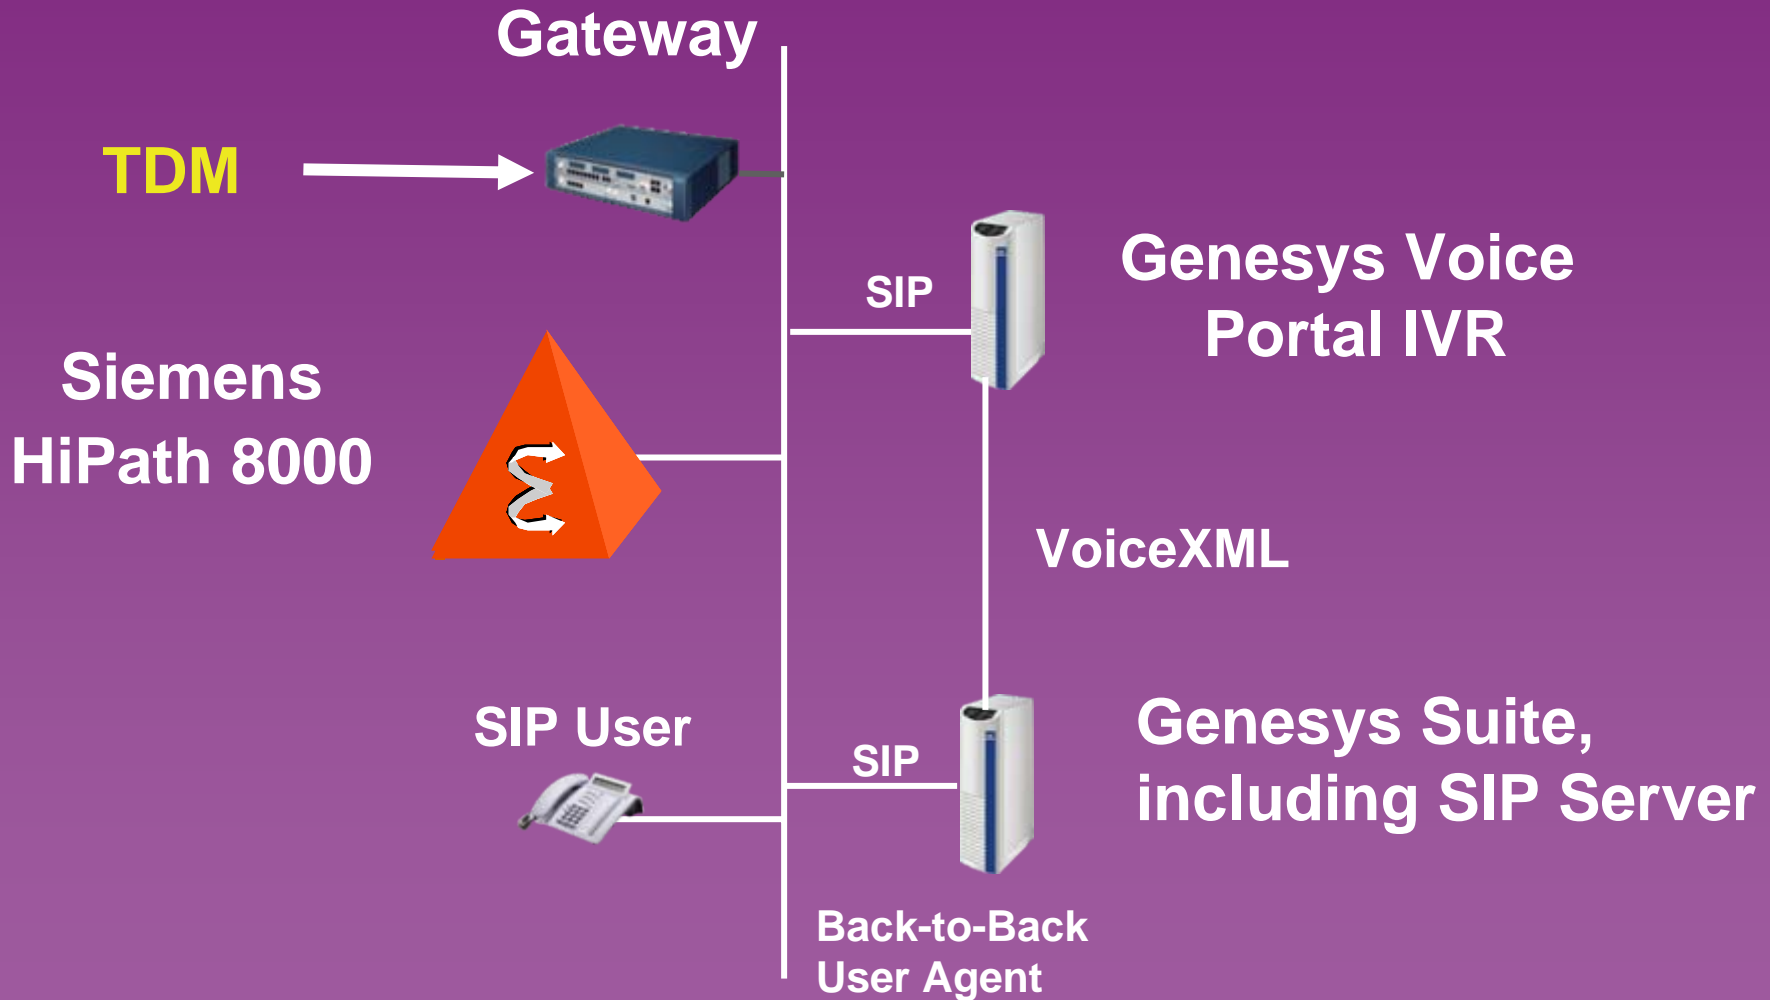 Gateway
TDM
SIP
Genesys Voice
Portal IVR
Siemens
HiPath 8000
VoiceXML
SIP User
SIP
Genesys Suite,
including SIP Server
Back-to-Back
User Agent